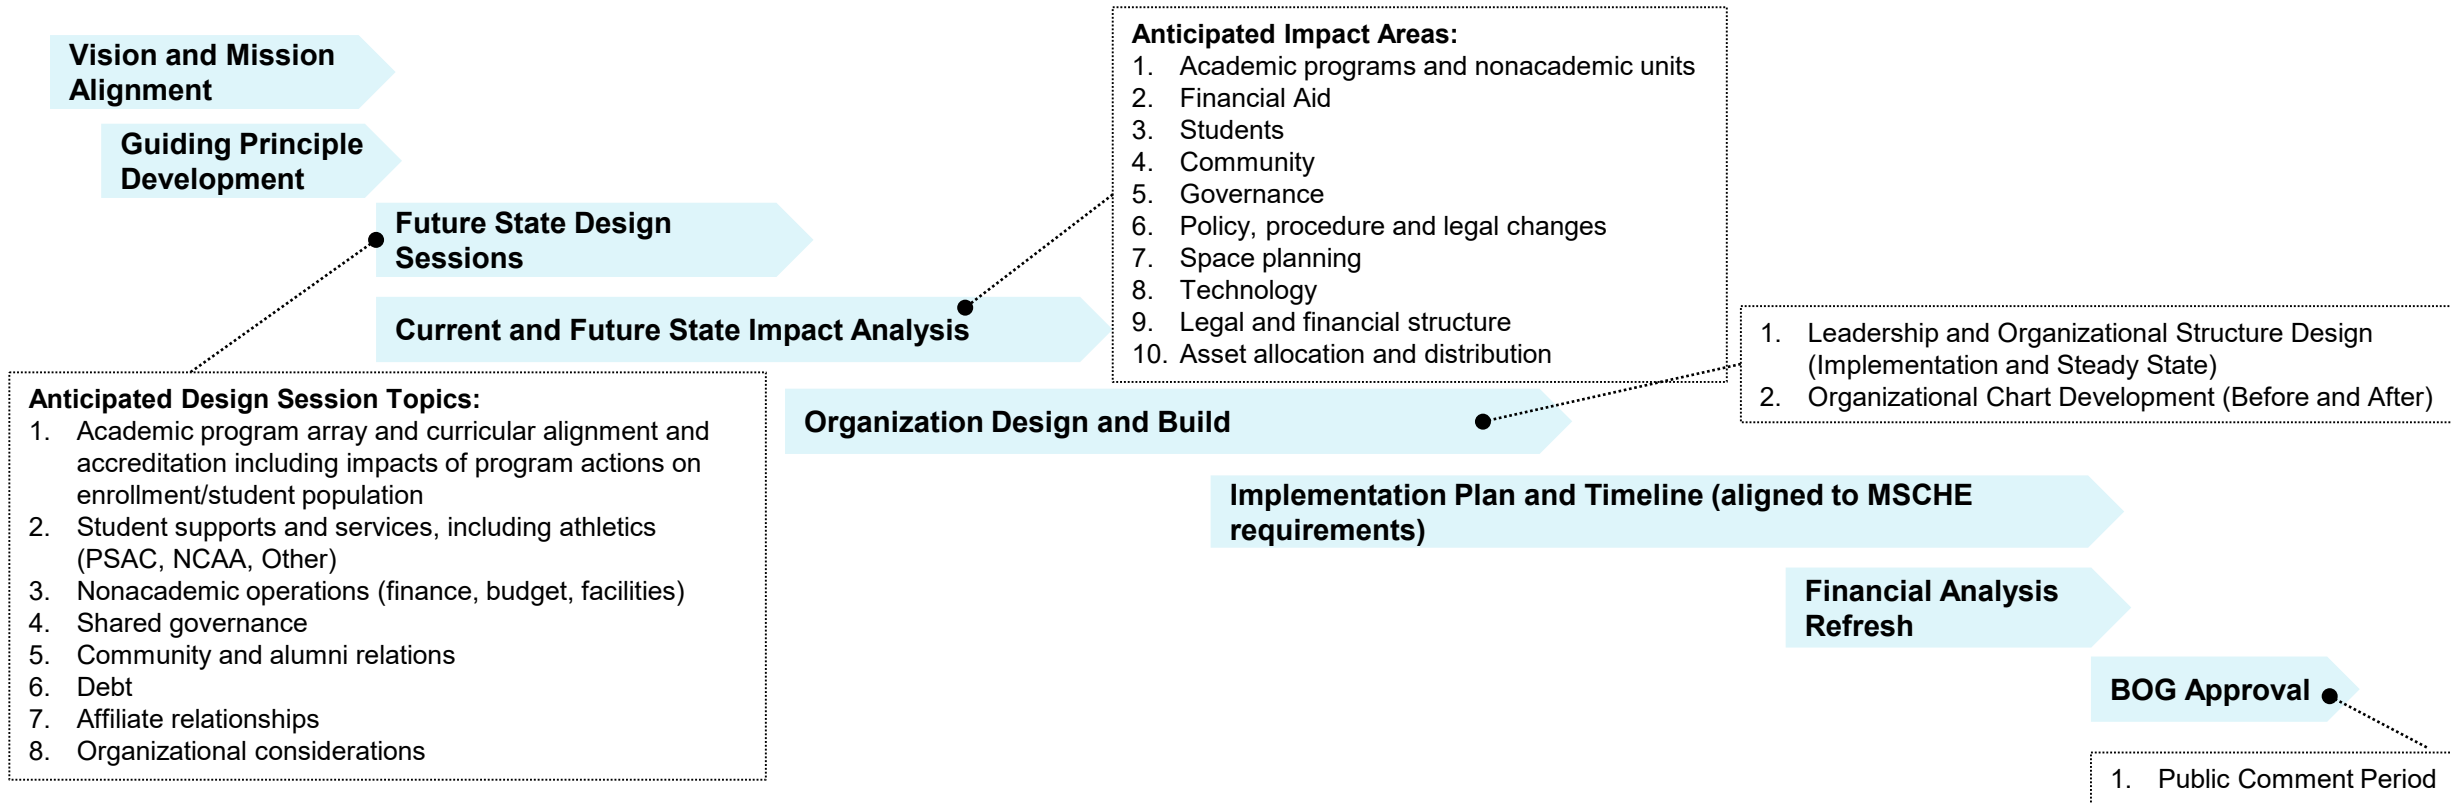 Vision and Mission
Alignment
Guiding Principle
Development
Future State Design
Sessions
Current and Future State Impact Analysis
Anticipated Impact Areas:
1. Academic programs and nonacademic units
2. Financial Aid
3. Students
4. Community
5. Governance
6. Policy, procedure and legal changes
7. Space planning
8. Technology
9. Legal and financial structure
10. Asset allocation and distribution
Anticipated Design Session Topics:
1. Academic program array and curricular alignment and
accreditation including impacts of program actions on
enrollment/student population
2. Student supports and services, including athletics
(PSAC, NCAA, Other)
3. Nonacademic operations (finance, budget, facilities)
4. Shared governance
5. Community and alumni relations
6. Debt
7. Affiliate relationships
8. Organizational considerations
Organization Design and Build
1. Leadership and Organizational Structure Design
(Implementation and Steady State)
2. Organizational Chart Development (Before and After)
Implementation Plan and Timeline (aligned to MSCHE
requirements)
Financial Analysis
Refresh
BOG Approval
1. Public Comment Period